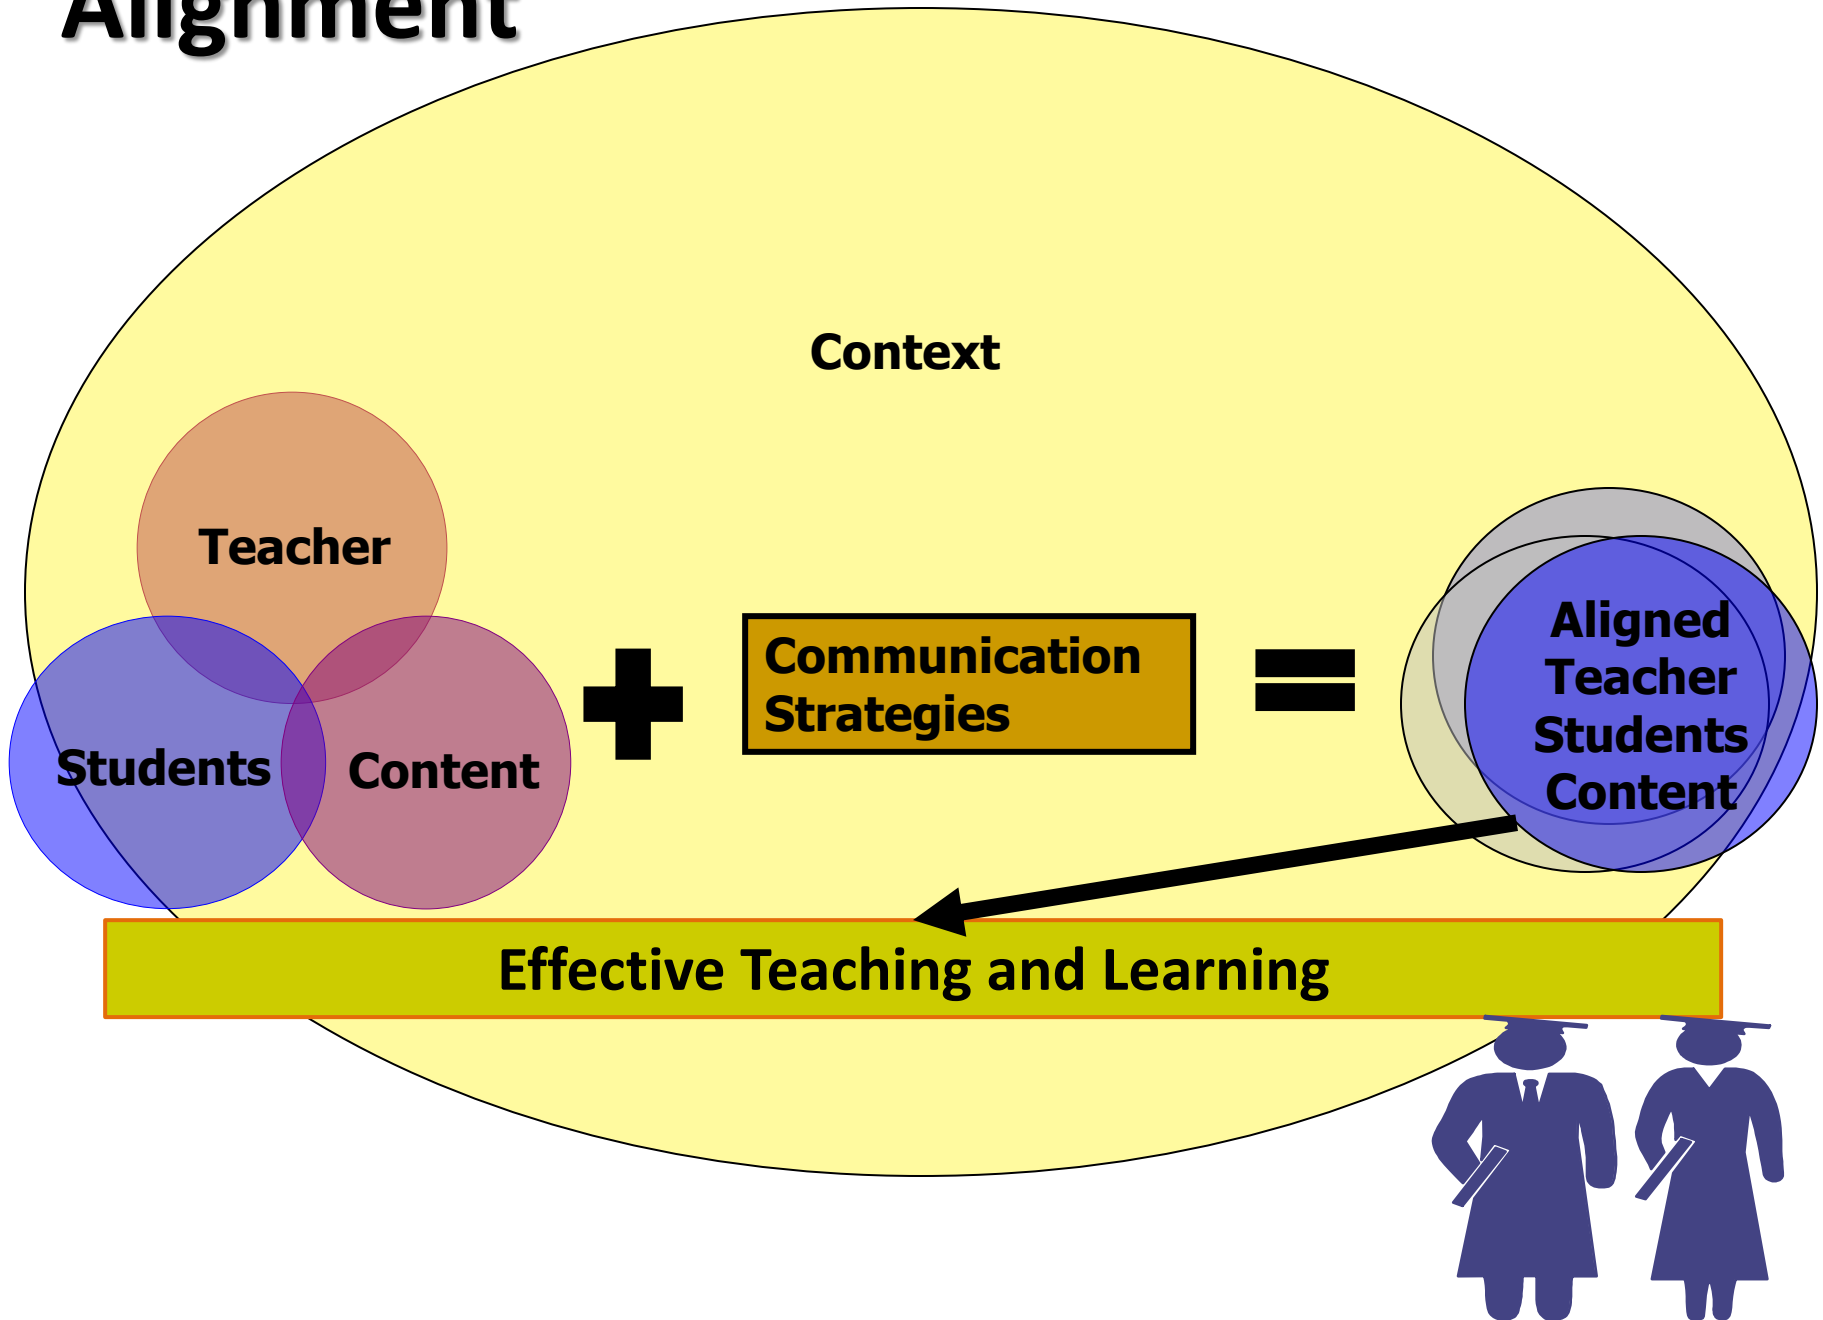 Alignment
Context
Teacher
Students
Content
Communication
Strategies
Aligned
Teacher
Students
Content
Effective Teaching and Learning